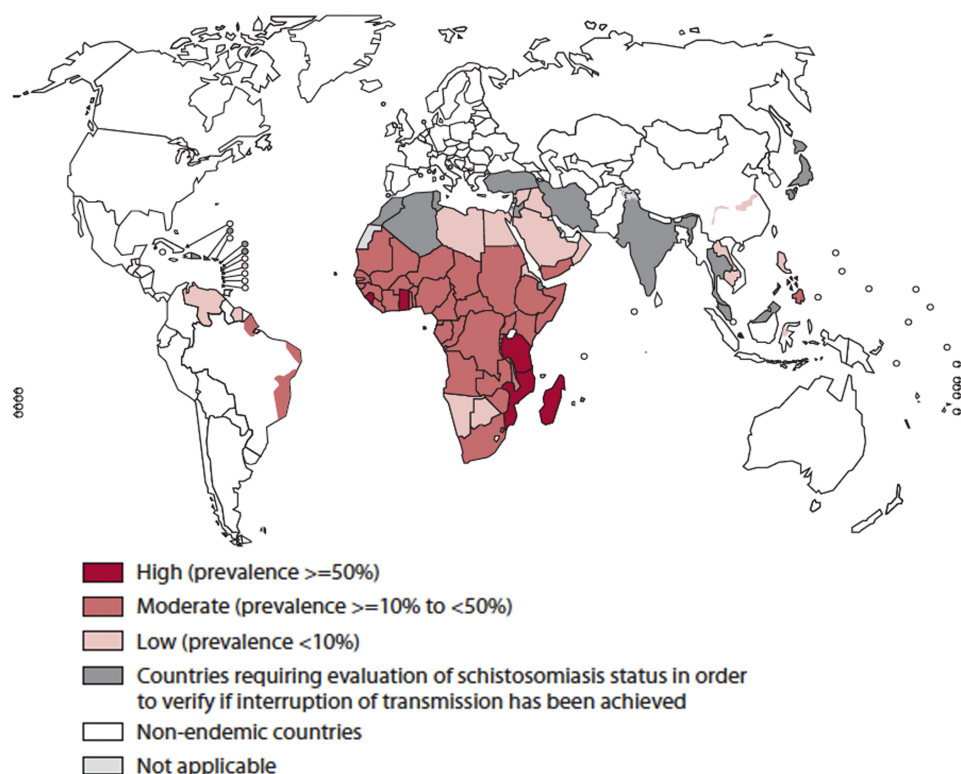 High (prevalence >=50%)
Moderate (prevalence >=10% to <50%)
Low (prevalence <10%)
Countries requiring evaluation of schistosomiasis status in order
to verify if interruption of transmission has been achieved
Non-endemic countries
Not applicable